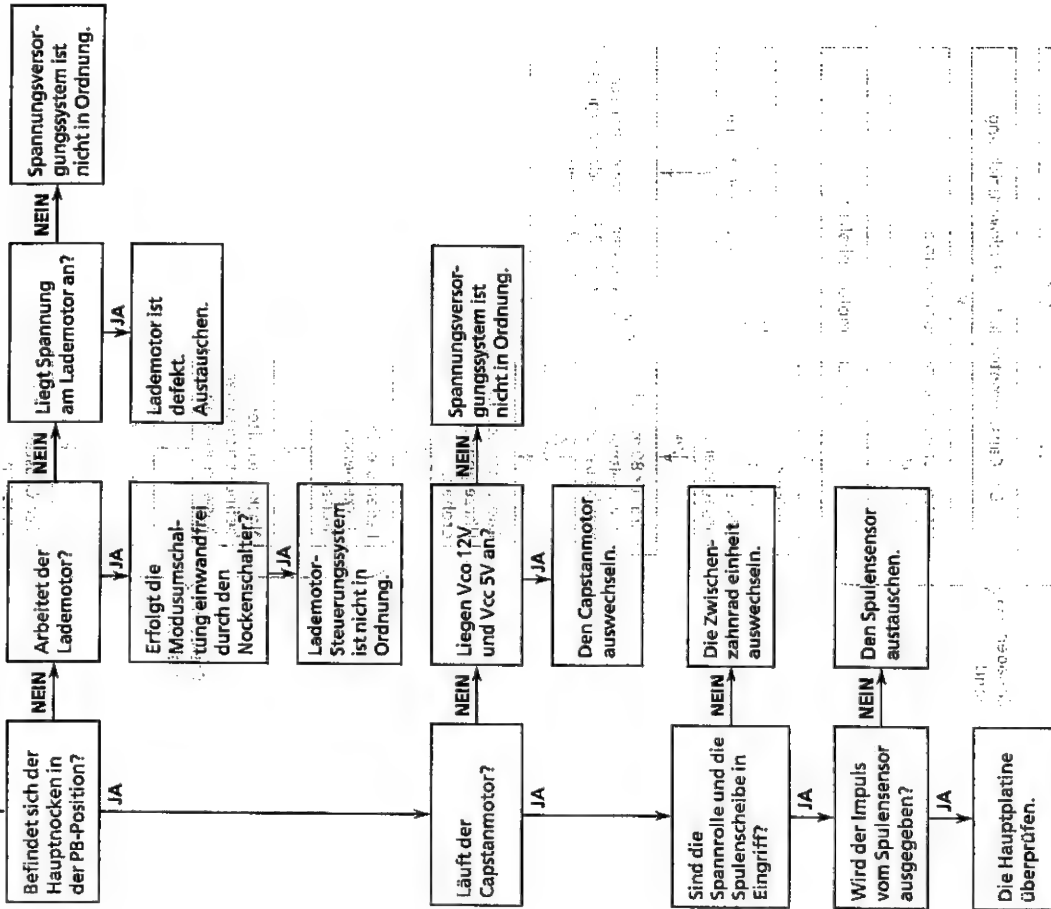 Befindet sich der
Hauptnocken in
der PB-Position?
NEIN
JA
Arbeitet der
Lademotor?
NEIN
JA
Liegt Spannung
am Lademotor an?
NEIN
JA
Spannungsversor-
gungssystem ist
nicht in Ordnung.
Lademotor ist
defekt.
Austauschen.
Erfolgt die
Modusumschal-
tung einwandfrei
durch den
Nockenschalter?
JA
Lademotor-
Steuerungssystem
ist nicht in
Ordnung.
Läuft der
Capstanmotor?
NEIN
JA
Liegen Vco 12V
und Vcc 5V an?
NEIN
JA
Spannungsversor-
gungssystem ist
nicht in Ordnung.
Den Capstanmotor
auswechseln.
Sind die
Spannrolle und die
Spulenscheibe in
Eingriff?
NEIN
JA
Die Zwischen-
zahnrad einheit
auswechseln.
Wird der Impuls
vom Spulensensor
ausgegeben?
NEIN
JA
Den Spulensensor
austauschen.
Die Hauptplatine
überprüfen.